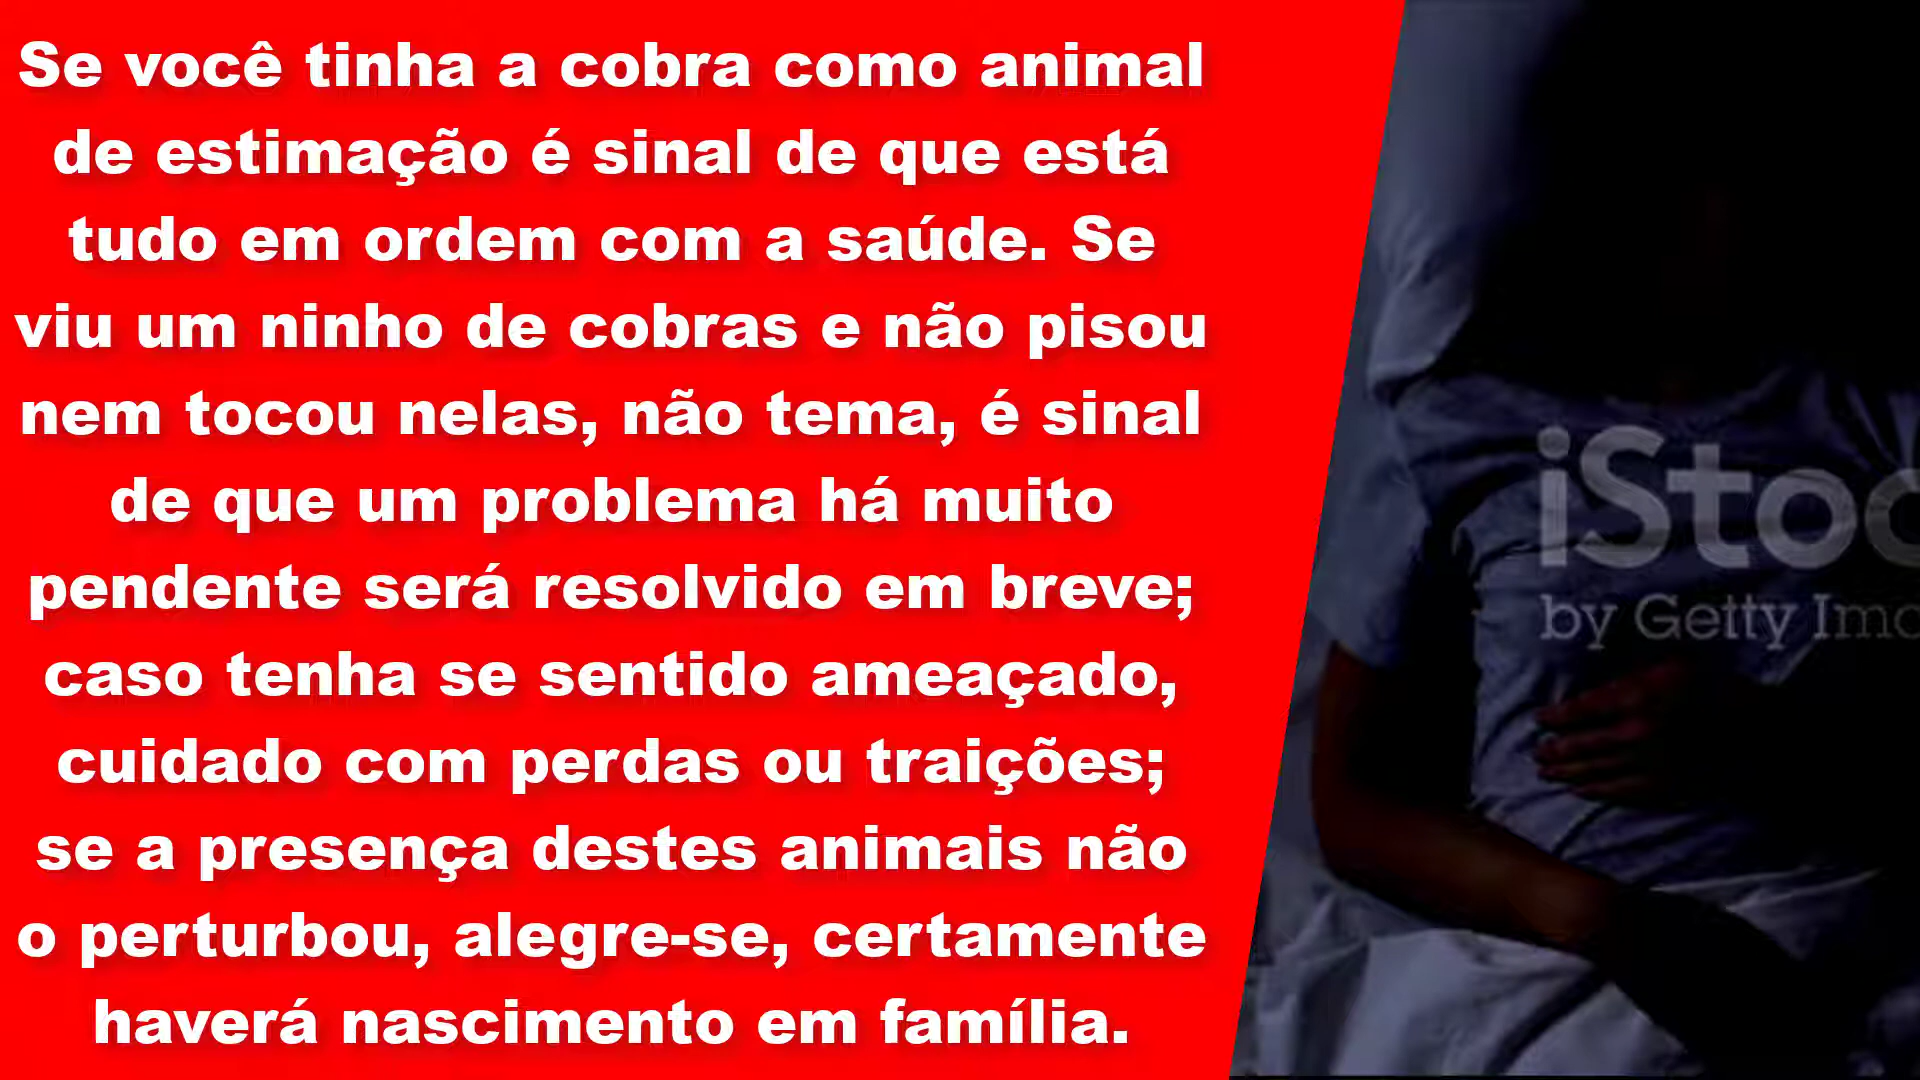 Se você tinha a cobra como animal
de estimação é sinal de que está
tudo em ordem com a saúde. Se
viu um ninho de cobras e não pisou
nem tocou nelas, não tema, é sinal
de que um problema há muito
pendente será resolvido em breve;
caso tenha se sentido ameaçado,
cuidado com perdas ou traições;
se a presença destes animais não
o perturbou, alegre-se, certamente
haverá nascimento em família.
iStoc
by Getty Ima